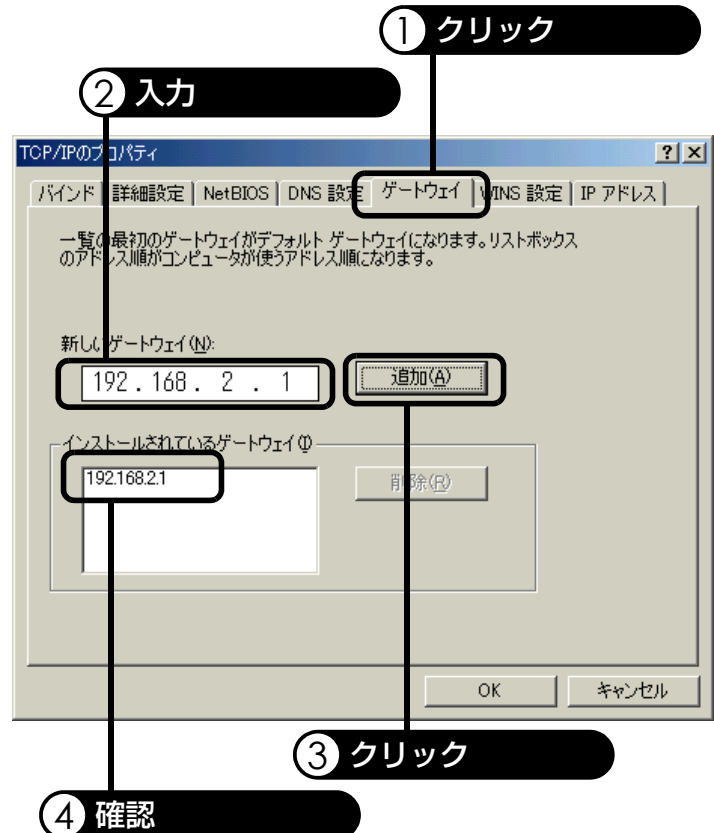 ① クリック
② 入力
TCP/IPのプロパティ
? ×
バインド 詳細設定 NetBIOS DNS 設定 ゲートウェイ WINS 設定 IP アドレス
一覧の最初のゲートウェイがデフォルト ゲートウェイになります。リストボックス
のアドレス順がコンピュータが使うアドレス順になります。
新しいゲートウェイ(N):
192 . 168 . 2 . 1 追加(A)
インストールされているゲートウェイ(I)
192.168.2.1 削除(R)
OK キャンセル
③ クリック
④ 確認